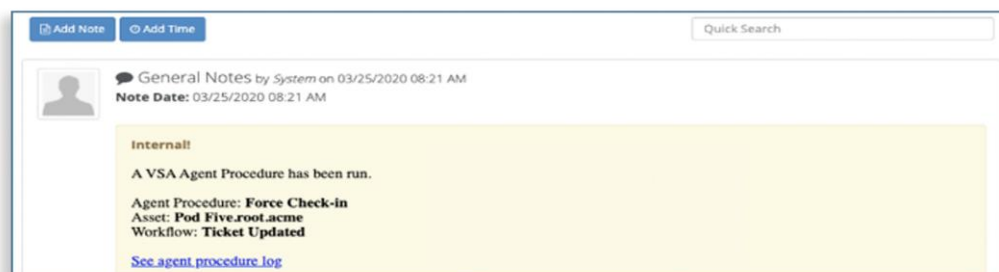 Add Note
Add Time
Quick Search
General Notes by System on 03/25/2020 08:21 AM
Note Date: 03/25/2020 08:21 AM
Internal!
A VSA Agent Procedure has been run.
Agent Procedure: Force Check-in
Asset: Pod Five.root.acme
Workflow: Ticket Updated
See agent procedure log